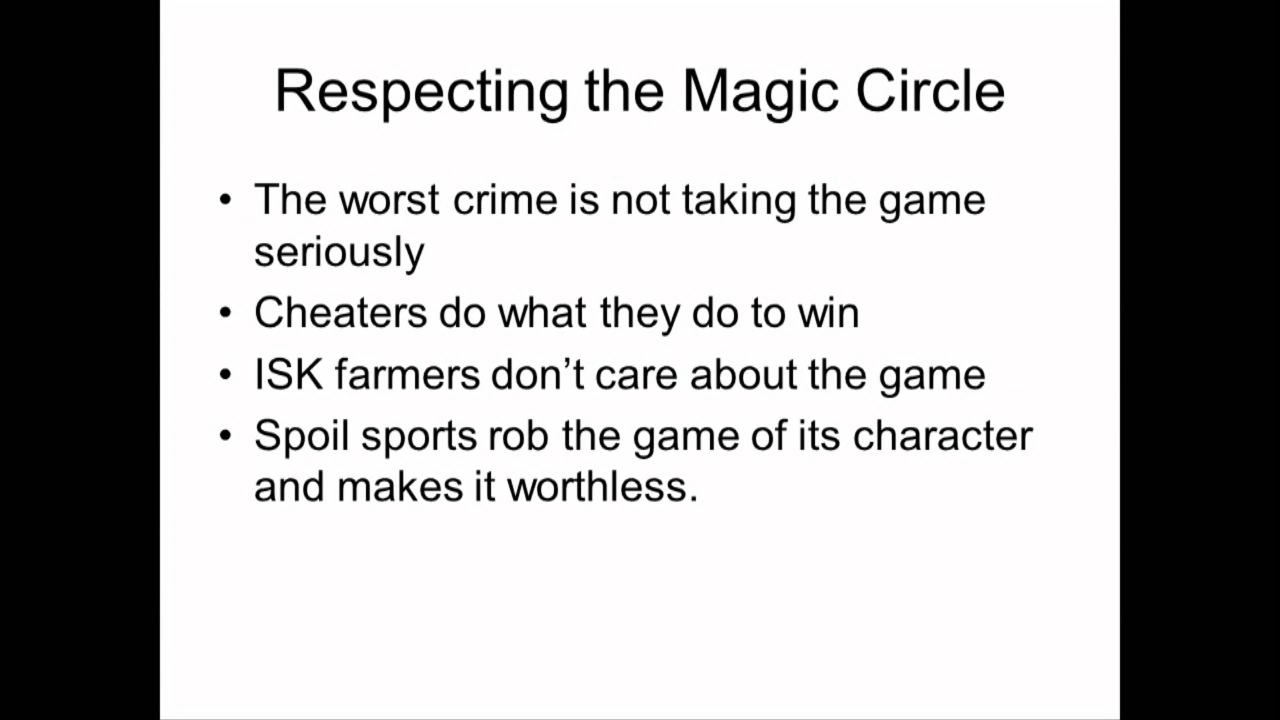 Respecting the Magic Circle
• The worst crime is not taking the game
seriously
• Cheaters do what they do to win
• ISK farmers don’t care about the game
• Spoil sports rob the game of its character
and makes it worthless.